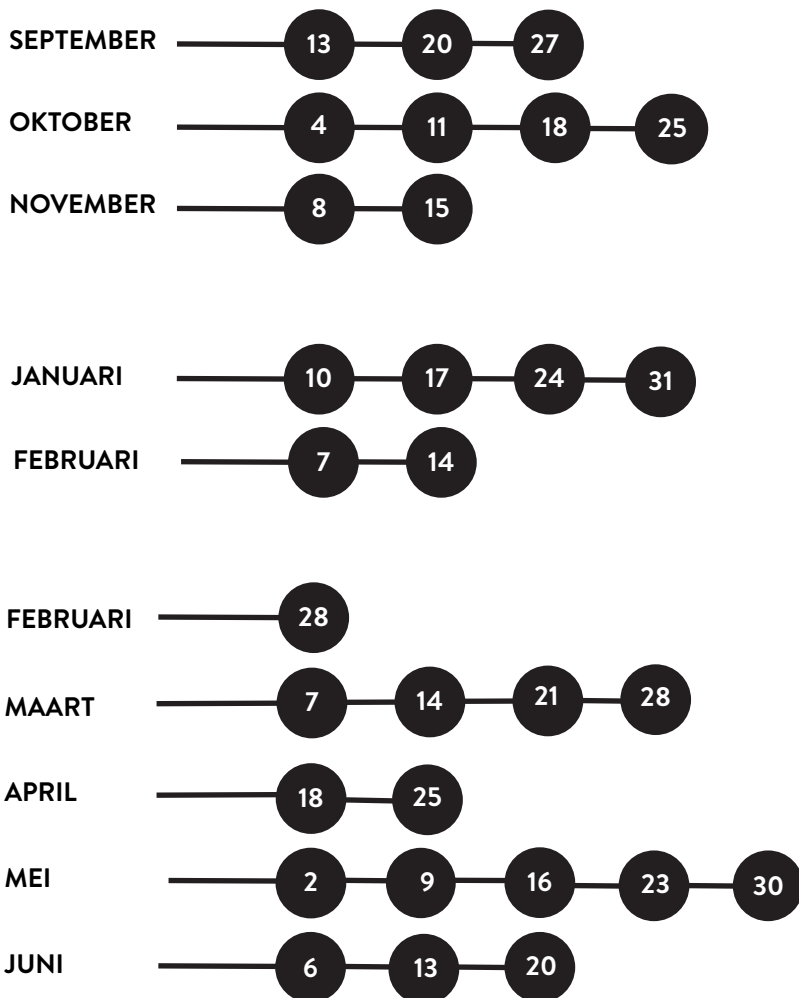 SEPTEMBER 13 20 27
OKTOBER 4 11 18 25
NOVEMBER 8 15
JANUARI 10 17 24 31
FEBRUARI 7 14
FEBRUARI 28
MAART 7 14 21 28
APRIL 18 25
MEI 2 9 16 23 30
JUNI 6 13 20